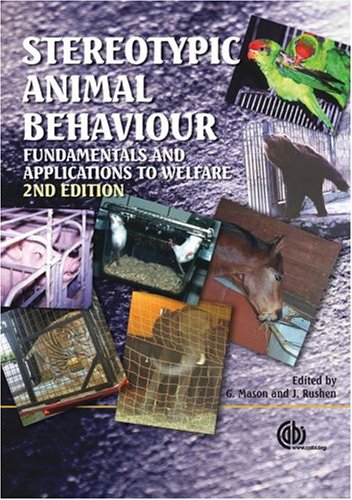 STEREOTYPIC
ANIMAL
BEHAVIOUR
FUNDAMENTALS AND
APPLICATIONS TO WELFARE
2ND EDITION
Edited by
G. Mason and J. Rushen
cabi
www.cabi.org